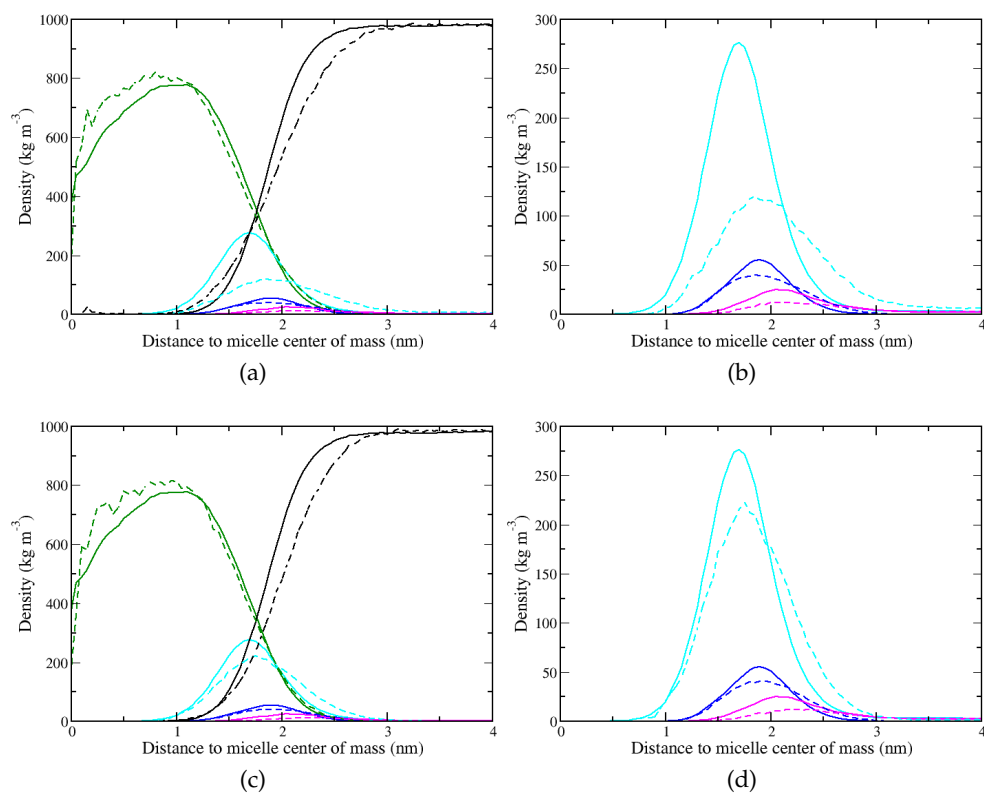 1000
800
600
400
200
0
Density (kg m⁻³)
0 1 2 3 4
Distance to micelle center of mass (nm)
(a)
300
250
200
150
100
50
0
Density (kg m⁻³)
0 1 2 3 4
Distance to micelle center of mass (nm)
(b)
1000
800
600
400
200
0
Density (kg m⁻³)
0 1 2 3 4
Distance to micelle center of mass (nm)
(c)
300
250
200
150
100
50
0
Density (kg m⁻³)
0 1 2 3 4
Distance to micelle center of mass (nm)
(d)